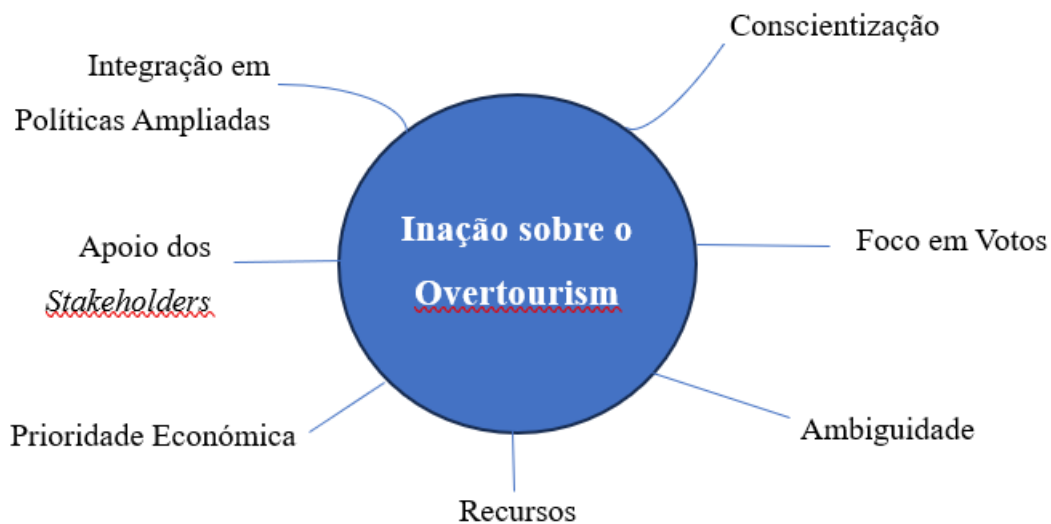 Conscientização
Integração em
Políticas Ampliadas
Inação sobre o
Overtourism
Apoio dos
Stakeholders
Foco em Votos
Prioridade Económica
Ambiguidade
Recursos